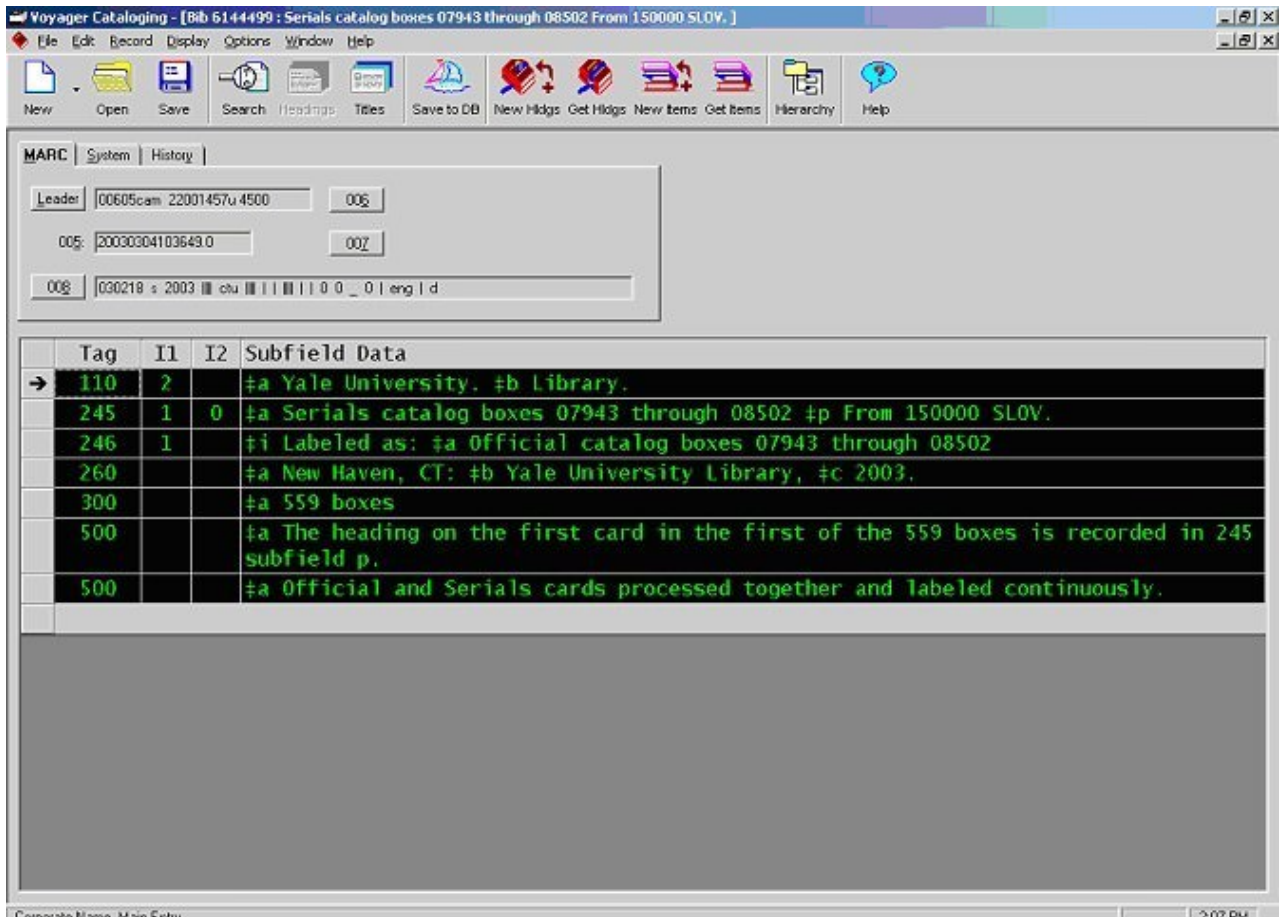 Voyager Cataloging - [Bib 6144499 : Serials catalog boxes 07943 through 08502 From 150000 SLOV. ]
File Edit Record Display Options Window Help
New Open Save Search Headings Titles Save to DB New Hldgs Get Hldgs New Items Get Items Hierarchy Help
MARC System History
Leader 00605cam 22001457u 4500 006
005: 20030304103649.0 007
008 030218 s 2003 ||| ctu |||| | | |||| | | 0 0 _ 0 | eng | d
Tag I1 I2 Subfield Data
110 2 ‡a Yale University. ‡b Library.
245 1 0 ‡a Serials catalog boxes 07943 through 08502 ‡p From 150000 SLOV.
246 1 ‡i Labeled as: ‡a Official catalog boxes 07943 through 08502
260 ‡a New Haven, CT: ‡b Yale University Library, ‡c 2003.
300 ‡a 559 boxes
500 ‡a The heading on the first card in the first of the 559 boxes is recorded in 245
subfield p.
500 ‡a Official and Serials cards processed together and labeled continuously.
Corporate Name Main Entry 2:07 PM